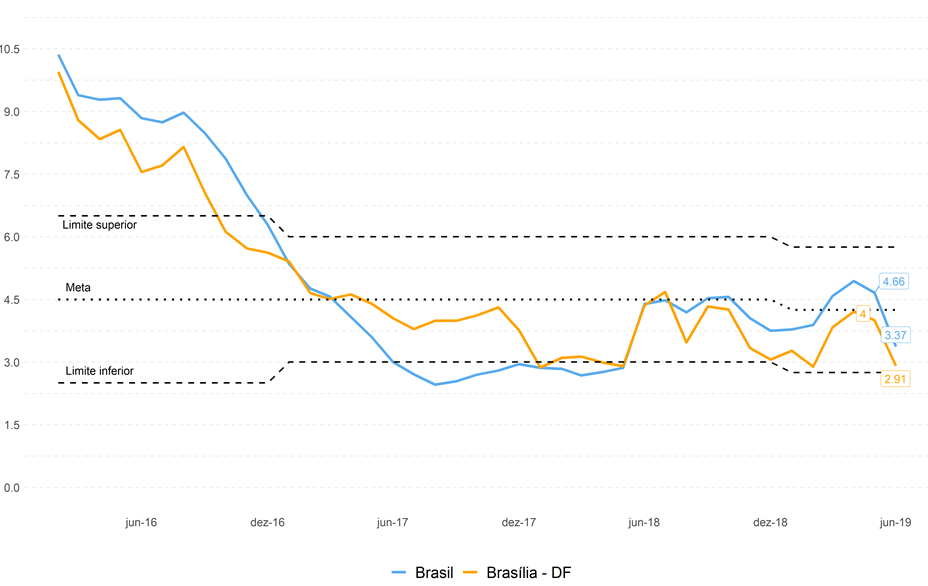 10.5
9.0
7.5
6.0
4.5
3.0
1.5
0.0
Limite superior
Meta
Limite inferior
4.66
4
3.37
2.91
jun-16
dez-16
jun-17
dez-17
jun-18
dez-18
jun-19
Brasil
Brasília - DF